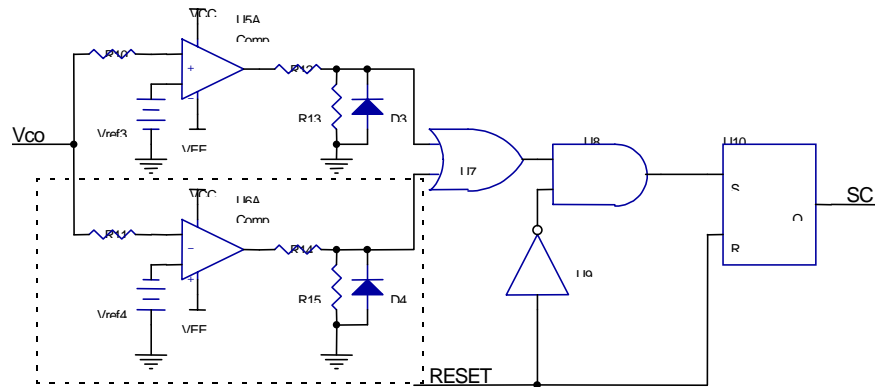 VCC
U5A
Comp
R10
R12
+
−
R13
D3
Vref3
VEE
Vco
U7
U8
U10
S
Q
R
SC
VCC
U6A
Comp
R11
R14
−
+
R15
D4
Vref4
VEE
U9
RESET